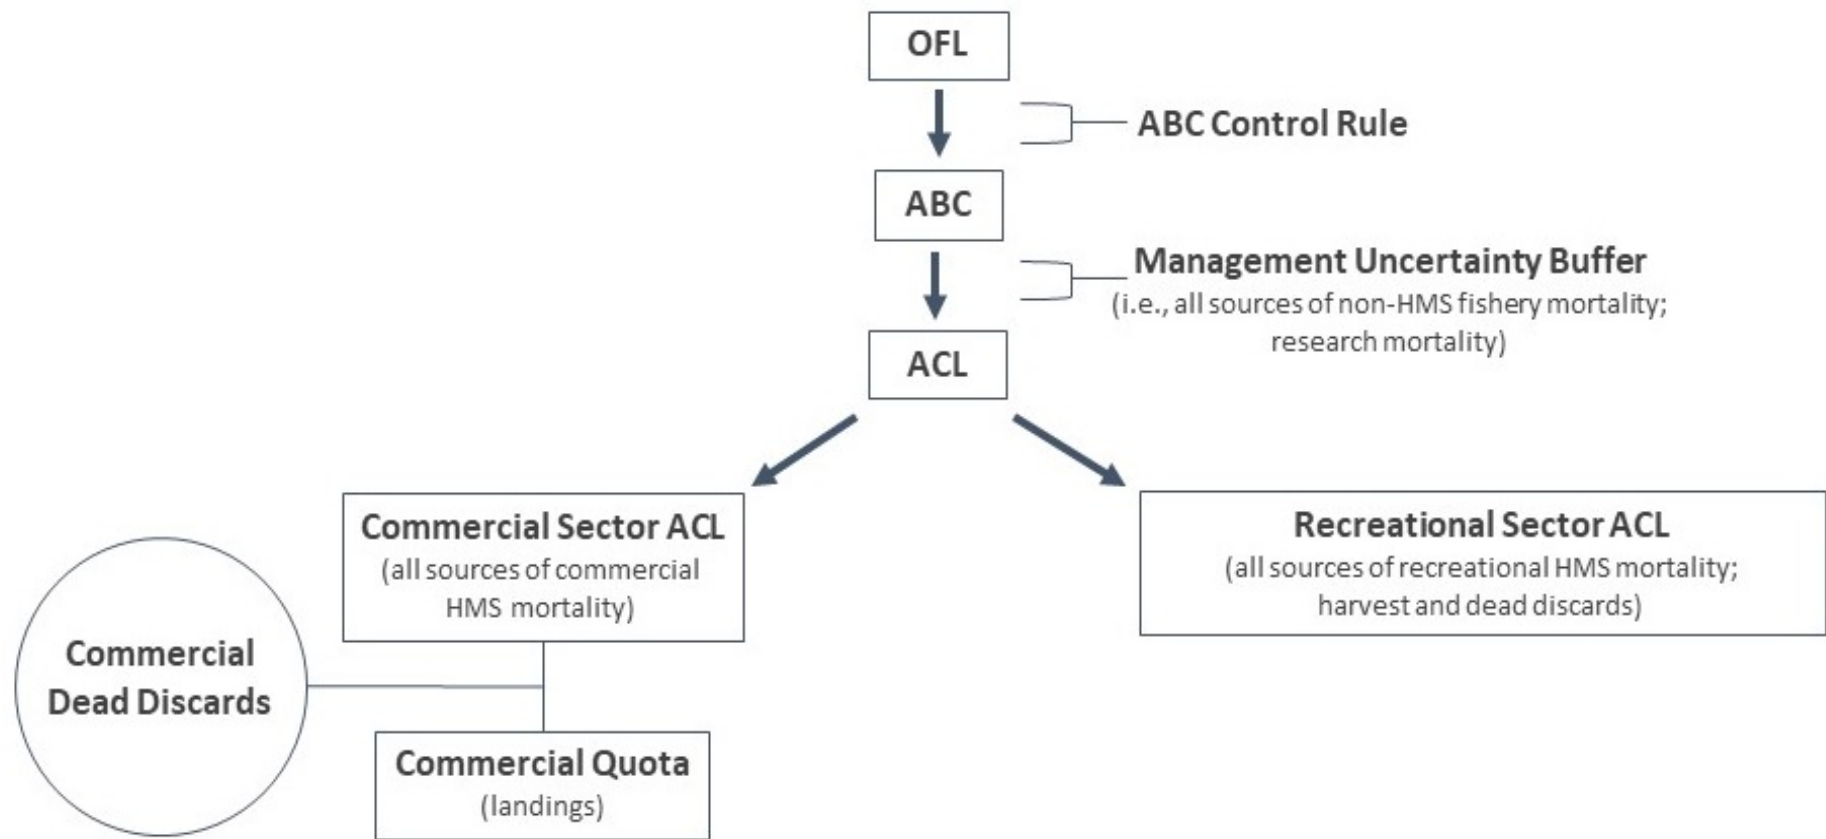 OFL
ABC Control Rule
ABC
Management Uncertainty Buffer
(i.e., all sources of non-HMS fishery mortality;
research mortality)
ACL
Commercial Sector ACL
(all sources of commercial
HMS mortality)
Recreational Sector ACL
(all sources of recreational HMS mortality;
harvest and dead discards)
Commercial
Dead Discards
Commercial Quota
(landings)